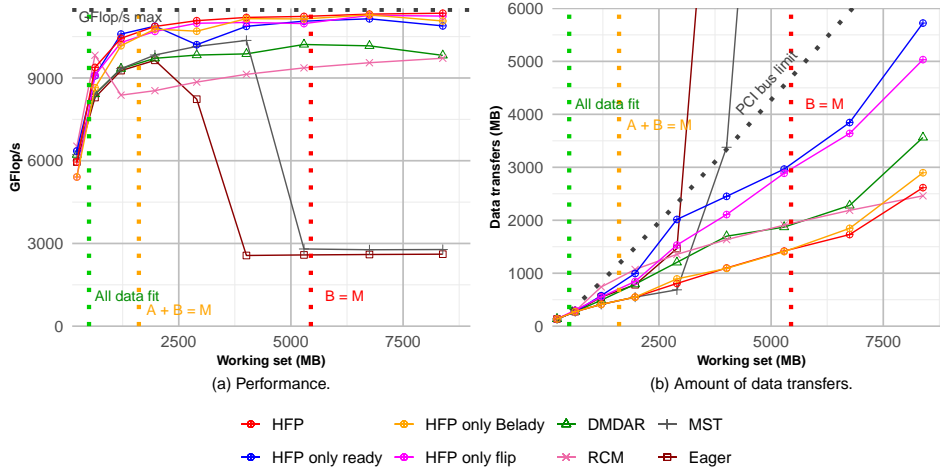 GFlop/s max
9000
6000
3000
0
GFlop/s
All data fit
A + B = M
B = M
2500
5000
7500
Working set (MB)
(a) Performance.
6000
5000
4000
3000
2000
1000
0
Data transfers (MB)
PCI bus limit
All data fit
A + B = M
B = M
2500
5000
7500
Working set (MB)
(b) Amount of data transfers.
HFP
HFP only Belady
DMDAR
MST
HFP only ready
HFP only flip
RCM
Eager